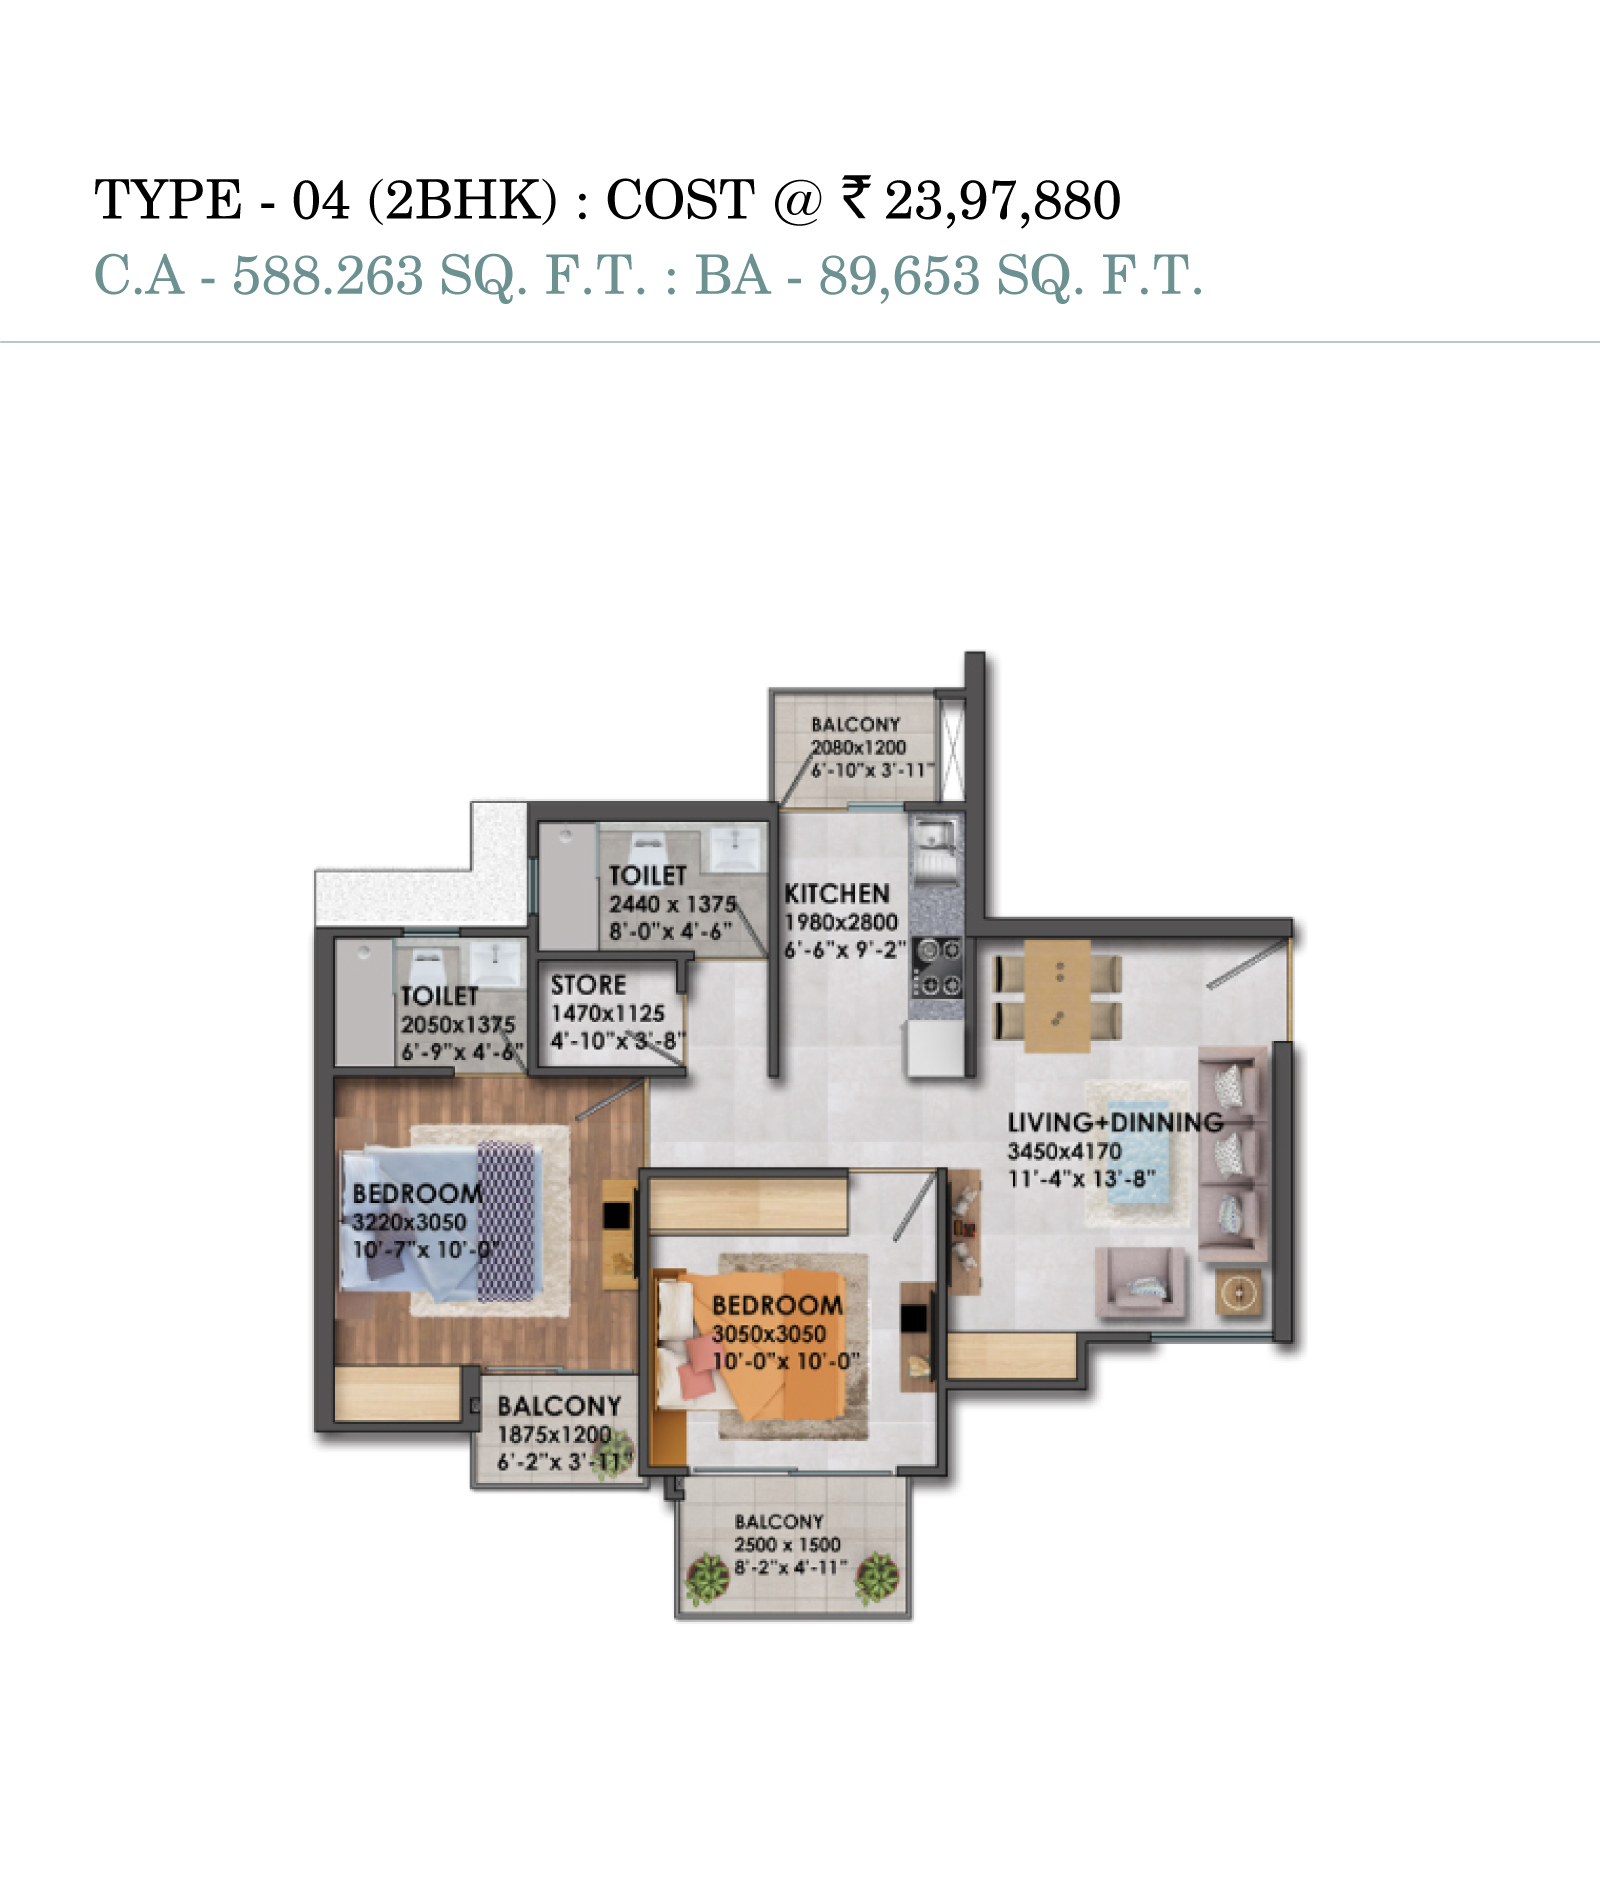 TYPE - 04 (2BHK) : COST @ ₹ 23,97,880
C.A - 588.263 SQ. F.T. : BA - 89,653 SQ. F.T.
BALCONY
2080x1200
6'-10"x 3'-11"
TOILET
2440 x 1375
8'-0"x 4'-6"
KITCHEN
1980x2800
6'-6"x 9'-2"
TOILET
2050x1375
6'-9"x 4'-6"
STORE
1470x1125
4'-10"x 3'-8"
LIVING+DINNING
3450x4170
11'-4"x 13'-8"
BEDROOM
3220x3050
10'-7"x 10'-0"
BEDROOM
3050x3050
10'-0"x 10'-0"
BALCONY
1875x1200
6'-2"x 3'-11"
BALCONY
2500 x 1500
8'-2"x 4'-11"